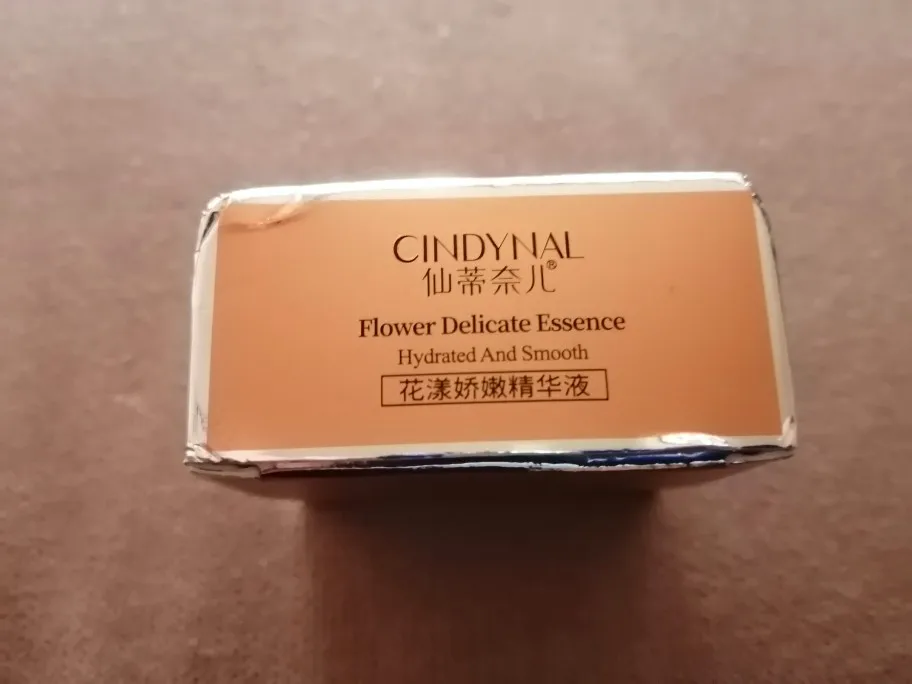 CINDYNAL
仙蒂奈儿®
Flower Delicate Essence
Hydrated And Smooth
花漾娇嫩精华液